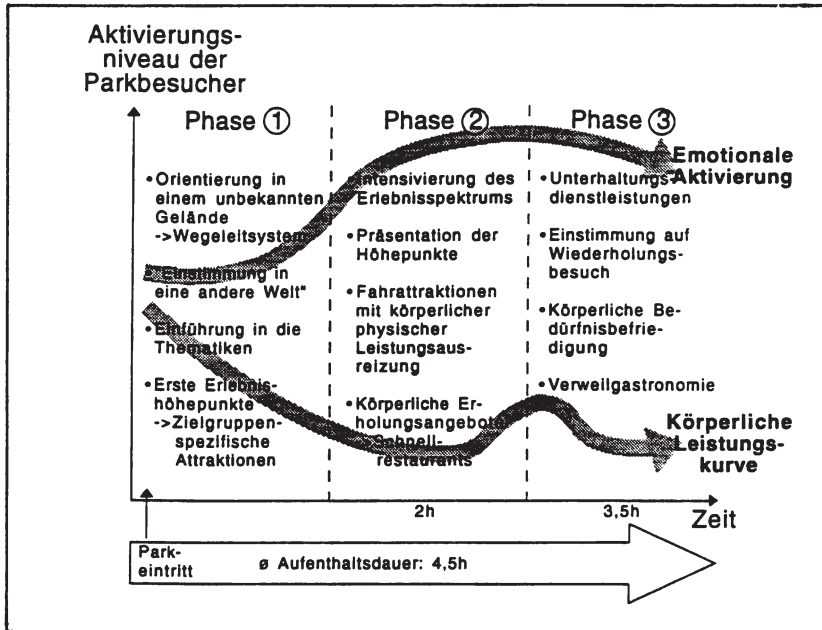 Aktivierungs-
niveau der
Parkbesucher
Phase ①
• Orientierung in
einem unbekannten
Gelände
->Wegeleitsystem
• "Einstimmung in
eine andere Welt"
• Einführung in die
Thematiken
• Erste Erlebnis-
höhepunkte
->Zielgruppen-
spezifische
Attraktionen
Phase ②
• Intensivierung des
Erlebnisspektrums
• Präsentation der
Höhepunkte
• Fahrattraktionen
mit körperlicher
physischer
Leistungsaus-
reizung
• Körperliche Er-
holungsangebote
->Schnell-
restaurants
Phase ③
• Unterhaltungs-
dienstleistungen
• Einstimmung auf
Wiederholungs-
besuch
• Körperliche Be-
dürfnisbefrie-
digung
• Verweilgastronomie
Emotionale
Aktivierung
Körperliche
Leistungs-
kurve
2h
3,5h
Zeit
Park-
eintritt
ø Aufenthaltsdauer: 4,5h